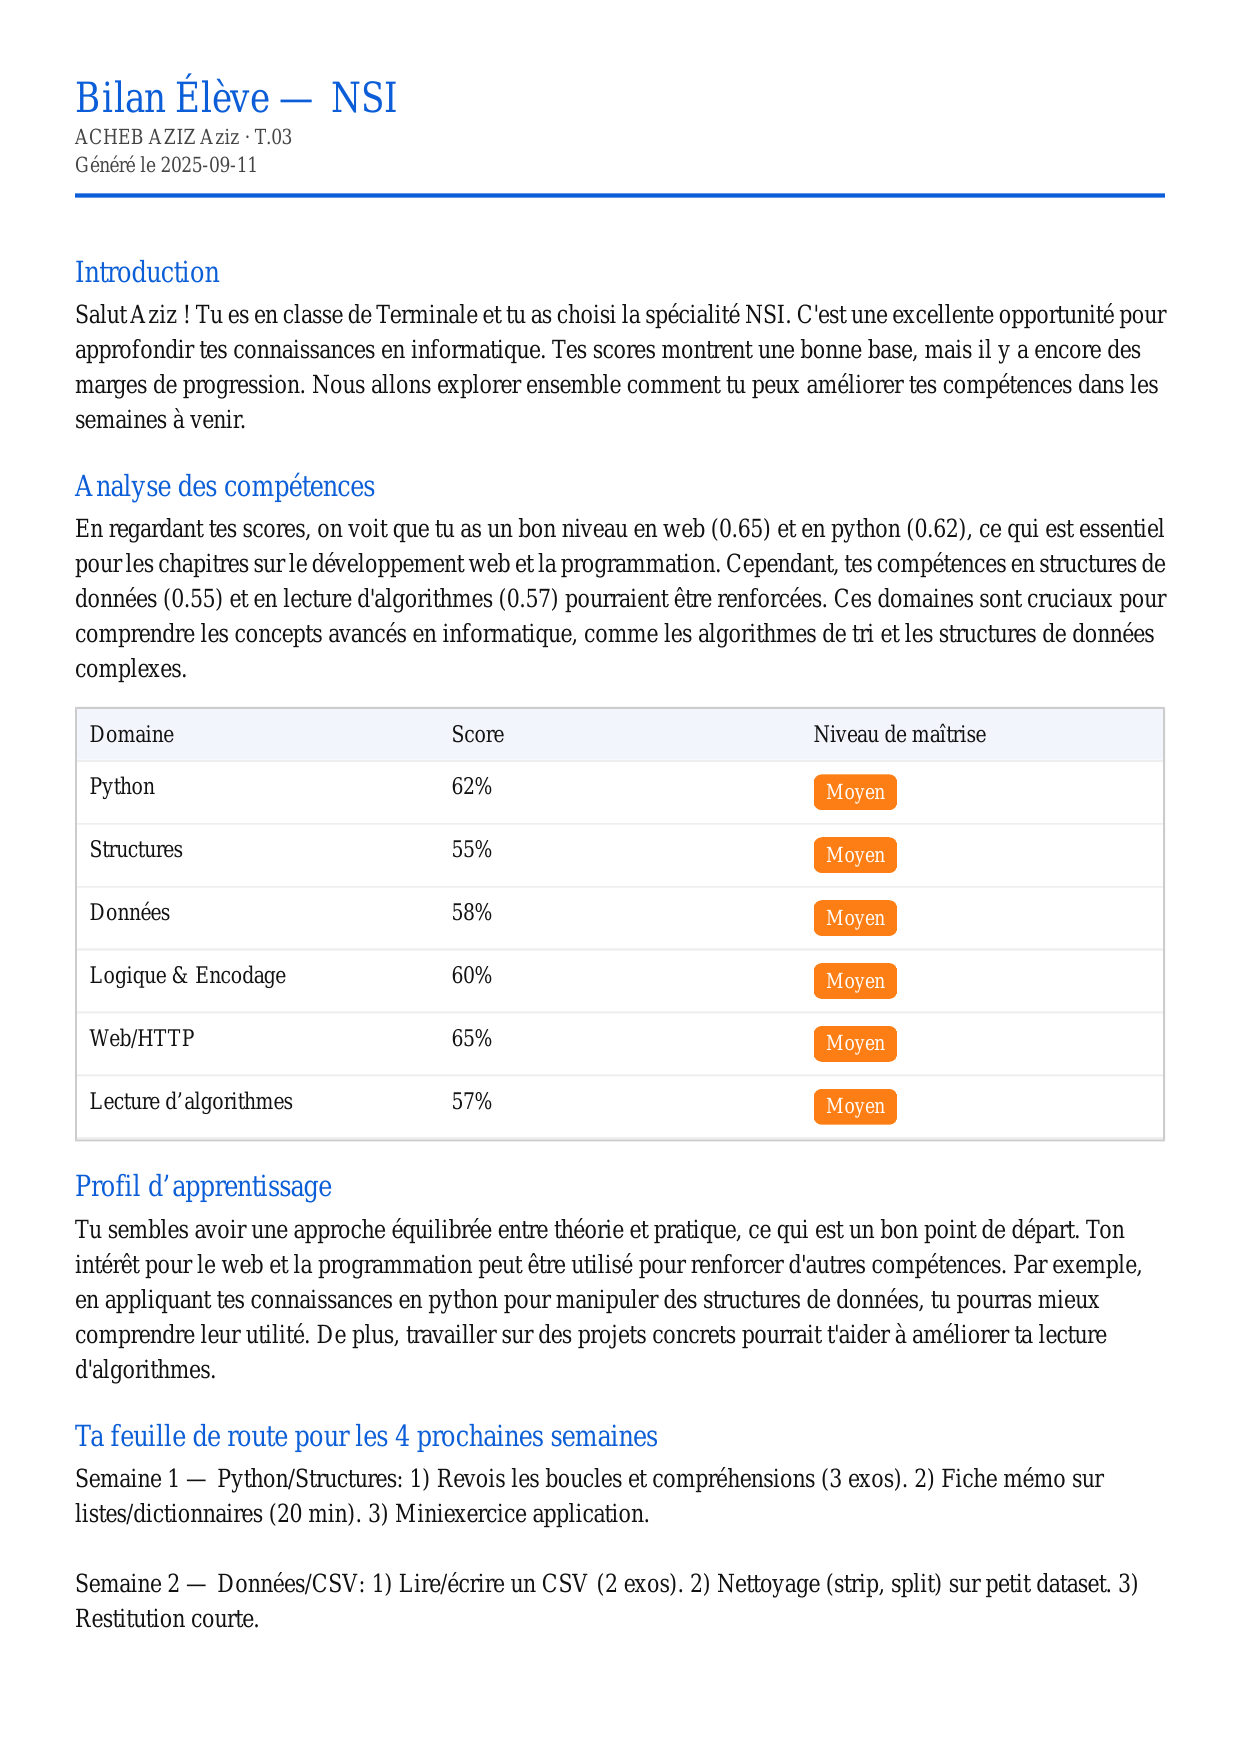 Bilan Élève — NSI
ACHEB AZIZ Aziz · T.03
Généré le 2025-09-11
Introduction
Salut Aziz ! Tu es en classe de Terminale et tu as choisi la spécialité NSI. C'est une excellente opportunité pour
approfondir tes connaissances en informatique. Tes scores montrent une bonne base, mais il y a encore des
marges de progression. Nous allons explorer ensemble comment tu peux améliorer tes compétences dans les
semaines à venir.
Analyse des compétences
En regardant tes scores, on voit que tu as un bon niveau en web (0.65) et en python (0.62), ce qui est essentiel
pour les chapitres sur le développement web et la programmation. Cependant, tes compétences en structures de
données (0.55) et en lecture d'algorithmes (0.57) pourraient être renforcées. Ces domaines sont cruciaux pour
comprendre les concepts avancés en informatique, comme les algorithmes de tri et les structures de données
complexes.
Domaine Score Niveau de maîtrise
Python 62% Moyen
Structures 55% Moyen
Données 58% Moyen
Logique & Encodage 60% Moyen
Web/HTTP 65% Moyen
Lecture d’algorithmes 57% Moyen
Profil d’apprentissage
Tu sembles avoir une approche équilibrée entre théorie et pratique, ce qui est un bon point de départ. Ton
intérêt pour le web et la programmation peut être utilisé pour renforcer d'autres compétences. Par exemple,
en appliquant tes connaissances en python pour manipuler des structures de données, tu pourras mieux
comprendre leur utilité. De plus, travailler sur des projets concrets pourrait t'aider à améliorer ta lecture
d'algorithmes.
Ta feuille de route pour les 4 prochaines semaines
Semaine 1 — Python/Structures: 1) Revois les boucles et compréhensions (3 exos). 2) Fiche mémo sur
listes/dictionnaires (20 min). 3) Miniexercice application.
Semaine 2 — Données/CSV: 1) Lire/écrire un CSV (2 exos). 2) Nettoyage (strip, split) sur petit dataset. 3)
Restitution courte.